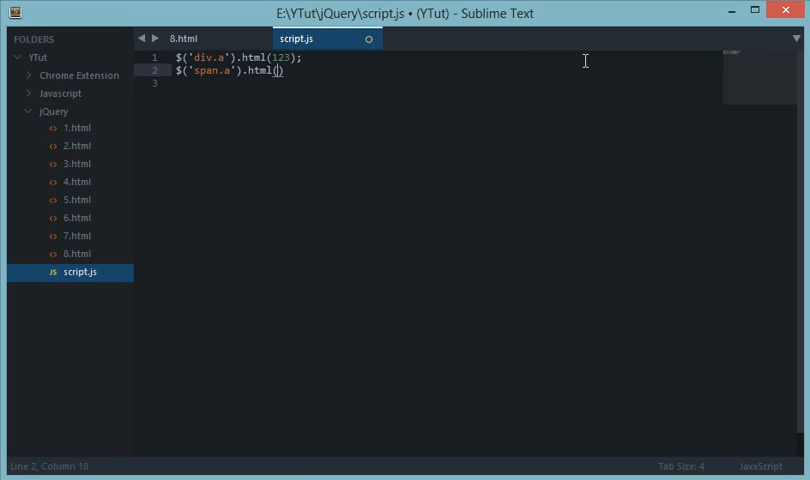 E:\YTut\jQuery\script.js • (YTut) - Sublime Text
FOLDERS
YTut
Chrome Extension
Javascript
jQuery
1.html
2.html
3.html
4.html
5.html
6.html
7.html
8.html
JS script.js
8.html
script.js
1 $('div.a').html(123);
2 $('span.a').html()
3
Line 2, Column 18
Tab Size: 4
JavaScript